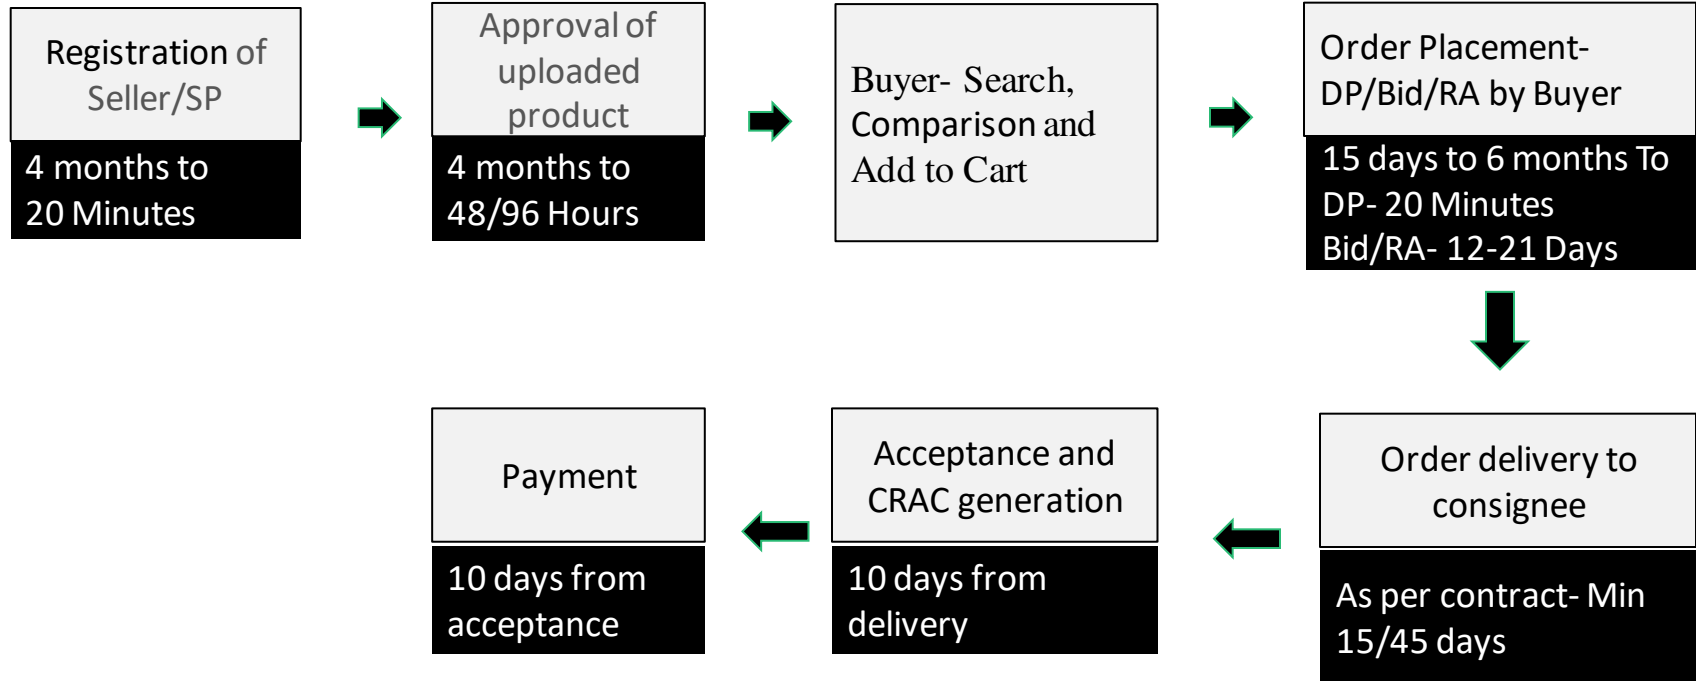 Registration of
Seller/SP
4 months to
20 Minutes
Approval of
uploaded
product
4 months to
48/96 Hours
Buyer- Search,
Comparison and
Add to Cart
Order Placement-
DP/Bid/RA by Buyer
15 days to 6 months To
DP- 20 Minutes
Bid/RA- 12-21 Days
Order delivery to
consignee
As per contract- Min
15/45 days
Acceptance and
CRAC generation
10 days from
delivery
Payment
10 days from
acceptance